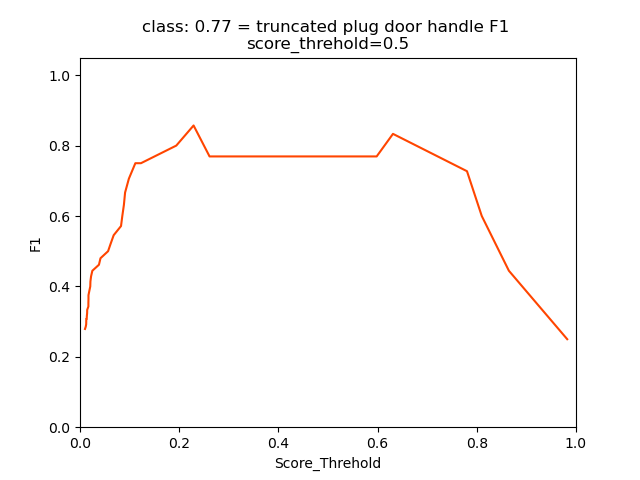 class: 0.77 = truncated plug door handle F1
score_threhold=0.5
1.0
0.8
0.6
0.4
0.2
0.0
F1
0.0 0.2 0.4 0.6 0.8 1.0
Score_Threhold